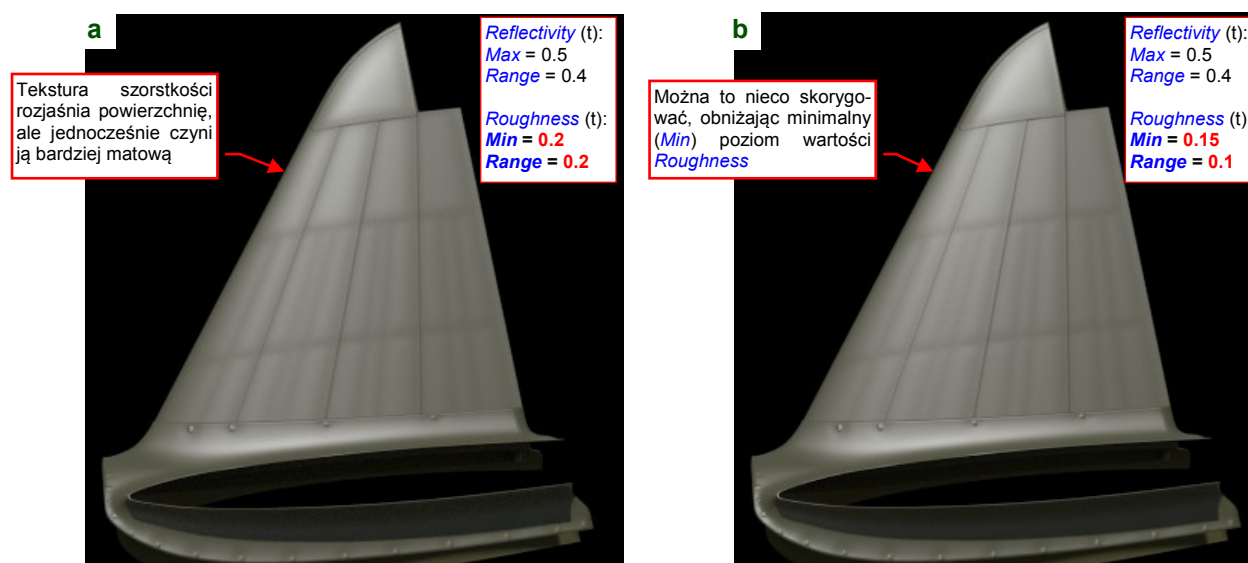 a
Reflectivity (t):
Max = 0.5
Range = 0.4
Roughness (t):
Min = 0.2
Range = 0.2
Tekstura szorstkości
rozjaśnia powierzchnię,
ale jednocześnie czyni
ją bardziej matową
b
Reflectivity (t):
Max = 0.5
Range = 0.4
Roughness (t)
Min = 0.15
Range = 0.1
Można to nieco skorygo-
wać, obniżając minimalny
(Min) poziom wartości
Roughness